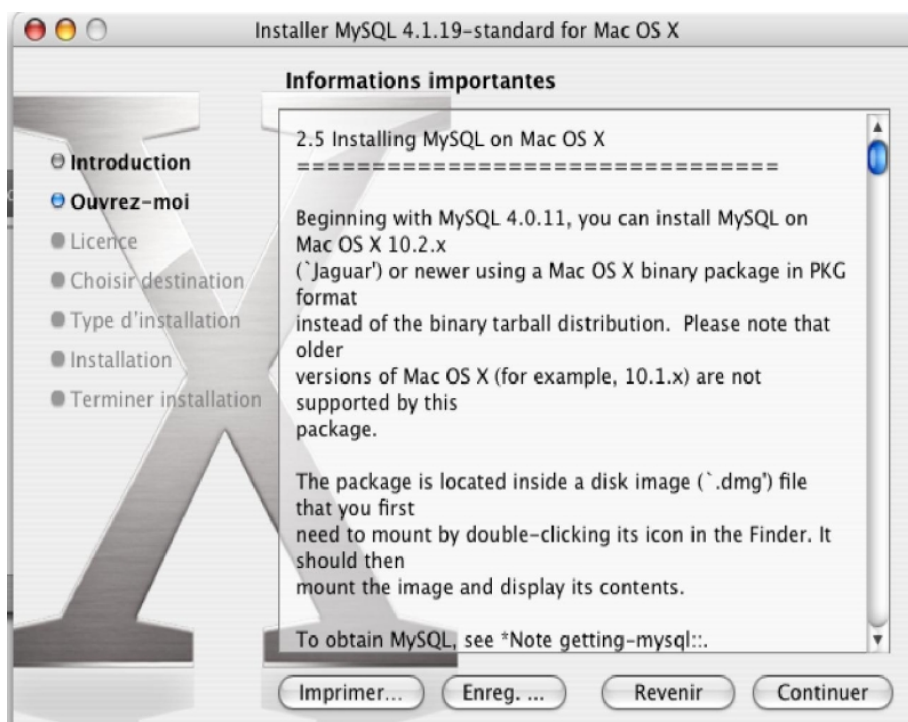 Installer MySQL 4.1.19-standard for Mac OS X
Informations importantes
Introduction
Ouvrez-moi
Licence
Choisir destination
Type d'installation
Installation
Terminer installation
2.5 Installing MySQL on Mac OS X
================================
Beginning with MySQL 4.0.11, you can install MySQL on
Mac OS X 10.2.x
(`Jaguar') or newer using a Mac OS X binary package in PKG
format
instead of the binary tarball distribution.  Please note that
older
versions of Mac OS X (for example, 10.1.x) are not
supported by this
package.
The package is located inside a disk image (`.dmg') file
that you first
need to mount by double-clicking its icon in the Finder. It
should then
mount the image and display its contents.
To obtain MySQL, see *Note getting-mysql::.
Imprimer... Enreg. ... Revenir Continuer